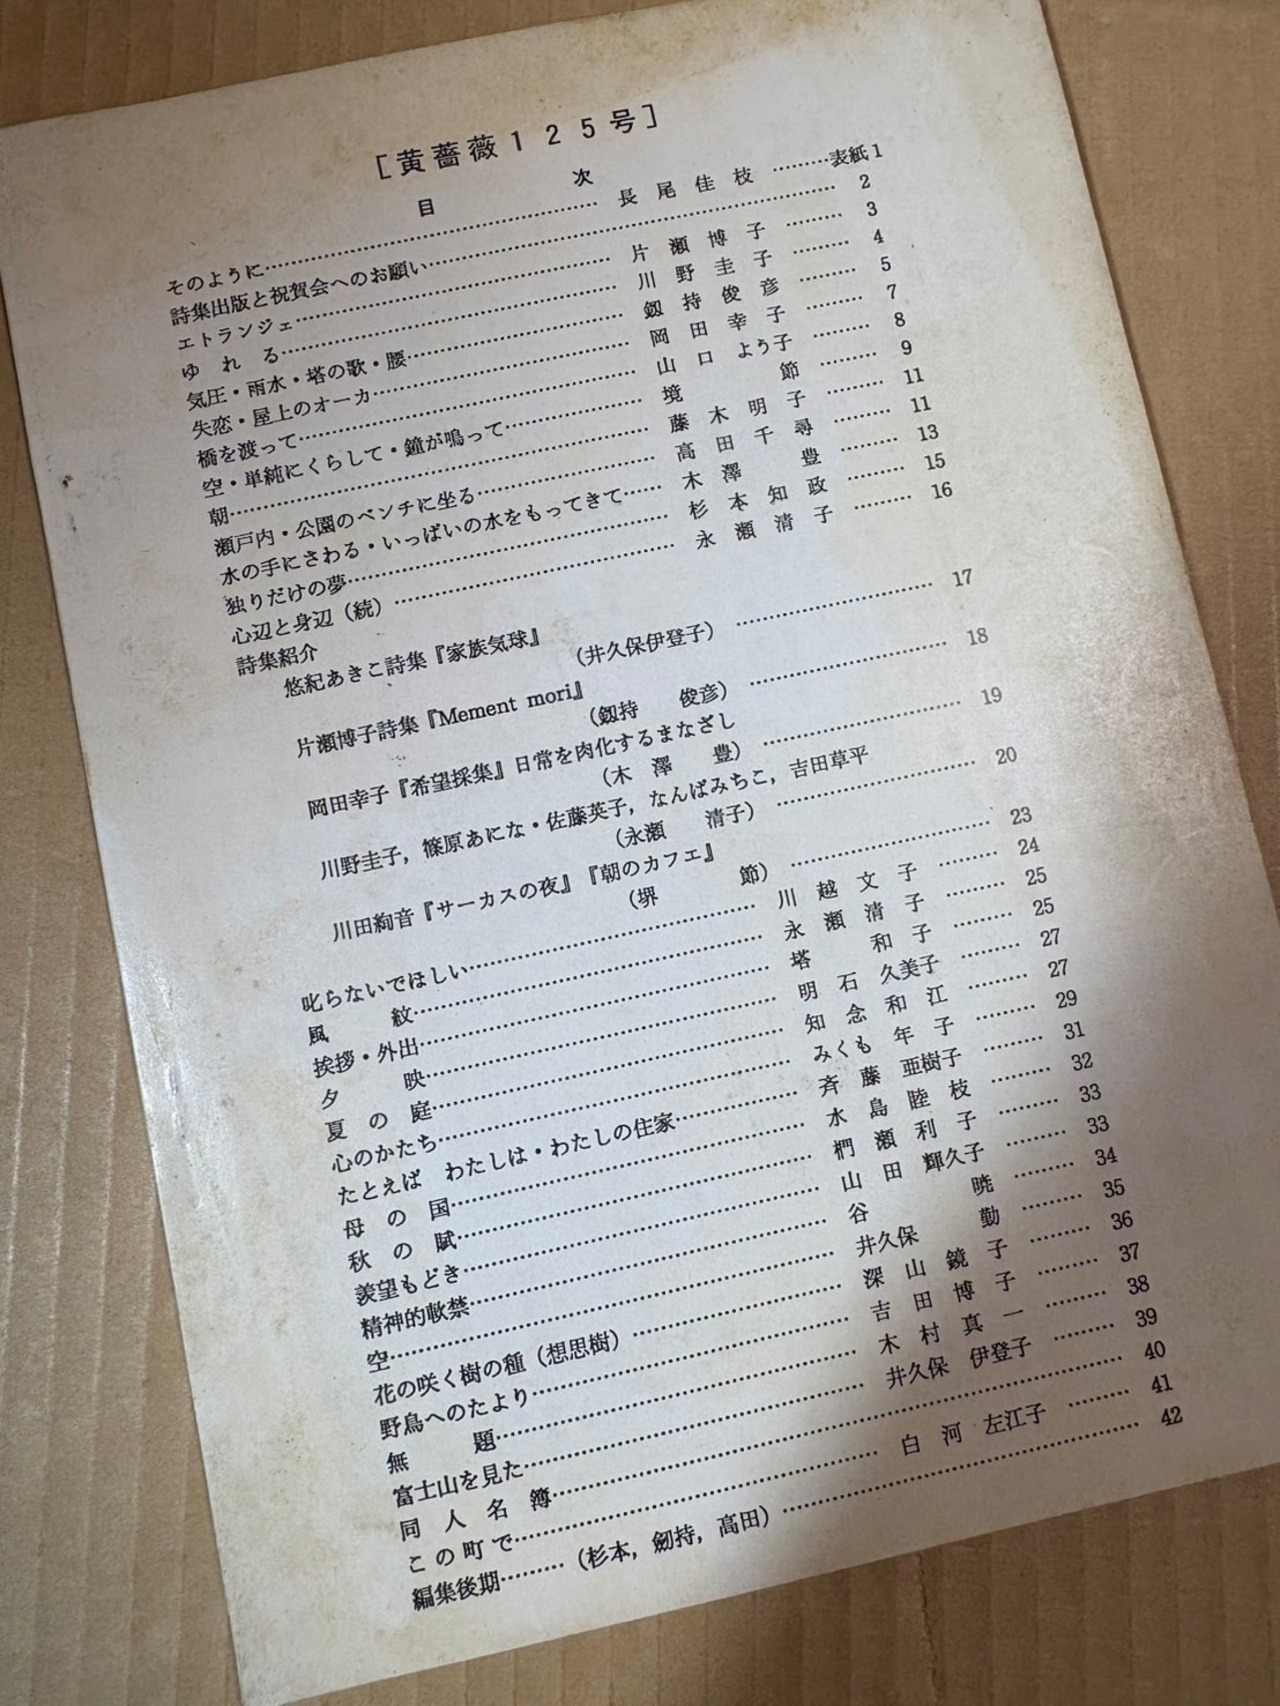 [黄薔薇125号]
目 次
そのように…… 長尾佳枝 ……表紙1
詩集出版と祝賀会へのお願い…… 2
エトランジェ…… 片瀬博子 …… 3
ゆれる…… 川野圭子 …… 4
気圧・雨水・塔の歌・腰…… 釼持俊彦 …… 5
失恋・屋上のオーカ…… 岡田幸子 …… 7
橋を渡って…… 山口よう子 …… 8
空・単純にくらして・鐘が鳴って…… 境 節 …… 9
朝…… 藤木明子 …… 11
瀬戸内・公園のベンチに坐る…… 高田千尋 …… 11
水の手にさわる・いっぱいの水をもってきて…… 木澤 豊 …… 13
独りだけの夢…… 杉本知政 …… 15
心辺と身辺（続）…… 永瀬清子 …… 16
詩集紹介
悠紀あきこ詩集『家族気球』
（井久保伊登子） …… 17
片瀬博子詩集『Mement mori』
（釼持 俊彦） …… 18
岡田幸子『希望採集』日常を肉化するまなざし
（木澤 豊） …… 19
川野圭子，篠原あにな・佐藤英子，なんばみちこ，吉田草平
（永瀬 清子） …… 20
川田絢音『サーカスの夜』『朝のカフェ』
（堺 節） …… 23
叱らないでほしい…… 川越文子 …… 24
風紋…… 永瀬清子 …… 25
挨拶・外出…… 塔 和子 …… 25
夕映…… 明石久美子 …… 27
夏の庭…… 知念和江 …… 27
心のかたち…… みくも年子 …… 29
たとえば わたしは・わたしの住家…… 斉藤亜樹子 …… 31
母の国…… 水島睦枝 …… 32
秋の賦…… 椚瀬利子 …… 33
羨望もどき…… 山田輝久子 …… 33
精神的軟禁…… 谷 暁 …… 34
空…… 井久保 勤 …… 35
花の咲く樹の種（想思樹）…… 深山鏡子 …… 36
野鳥へのたより…… 吉田博子 …… 37
無題…… 木村真一 …… 38
富士山を見た…… 井久保 伊登子 …… 39
同人名簿…… 40
この町で…… 白河左江子 …… 41
編集後期……（杉本，劒持，高田）…… 42